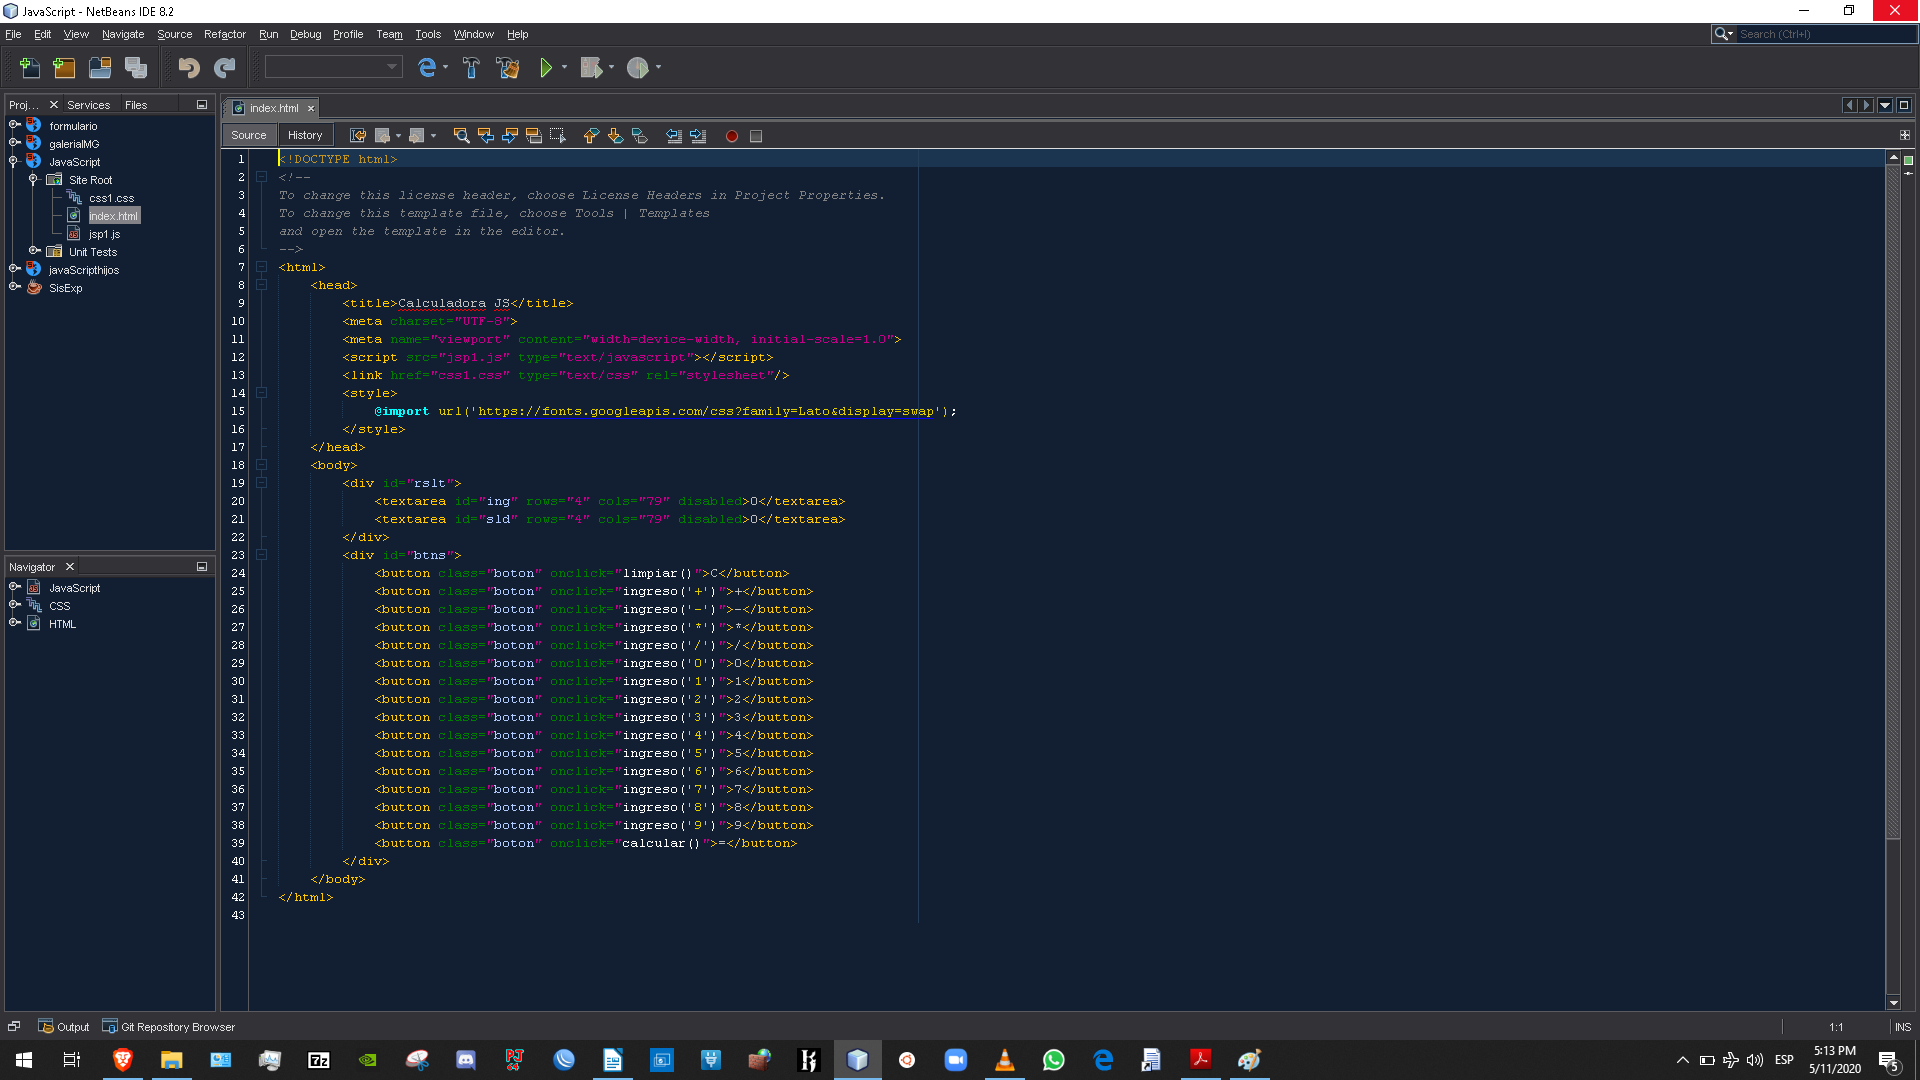 JavaScript - NetBeans IDE 8.2
File Edit View Navigate Source Refactor Run Debug Profile Team Tools Window Help
Search (Ctrl+I)
Proj... Services Files
formulario
galeriaIMG
JavaScript
Site Root
css1.css
index.html
jsp1.js
Unit Tests
javaScripthijos
SisExp
Navigator
JavaScript
CSS
HTML
index.html
Source History
1 <!DOCTYPE html>
2 <!--
3 To change this license header, choose License Headers in Project Properties.
4 To change this template file, choose Tools | Templates
5 and open the template in the editor.
6 -->
7 <html>
8 <head>
9 <title>Calculadora JS</title>
10 <meta charset="UTF-8">
11 <meta name="viewport" content="width=device-width, initial-scale=1.0">
12 <script src="jsp1.js" type="text/javascript"></script>
13 <link href="css1.css" type="text/css" rel="stylesheet"/>
14 <style>
15 @import url('https://fonts.googleapis.com/css?family=Lato&display=swap');
16 </style>
17 </head>
18 <body>
19 <div id="rslt">
20 <textarea id="ing" rows="4" cols="79" disabled>0</textarea>
21 <textarea id="sld" rows="4" cols="79" disabled>0</textarea>
22 </div>
23 <div id="btns">
24 <button class="boton" onclick="limpiar()">C</button>
25 <button class="boton" onclick="ingreso('+')">+</button>
26 <button class="boton" onclick="ingreso('-')">-</button>
27 <button class="boton" onclick="ingreso('*')">*</button>
28 <button class="boton" onclick="ingreso('/')">/</button>
29 <button class="boton" onclick="ingreso('0')">0</button>
30 <button class="boton" onclick="ingreso('1')">1</button>
31 <button class="boton" onclick="ingreso('2')">2</button>
32 <button class="boton" onclick="ingreso('3')">3</button>
33 <button class="boton" onclick="ingreso('4')">4</button>
34 <button class="boton" onclick="ingreso('5')">5</button>
35 <button class="boton" onclick="ingreso('6')">6</button>
36 <button class="boton" onclick="ingreso('7')">7</button>
37 <button class="boton" onclick="ingreso('8')">8</button>
38 <button class="boton" onclick="ingreso('9')">9</button>
39 <button class="boton" onclick="calcular()">=</button>
40 </div>
41 </body>
42 </html>
43
Output Git Repository Browser
1:1 INS
7z
ESP
5:13 PM
5/11/2020
5